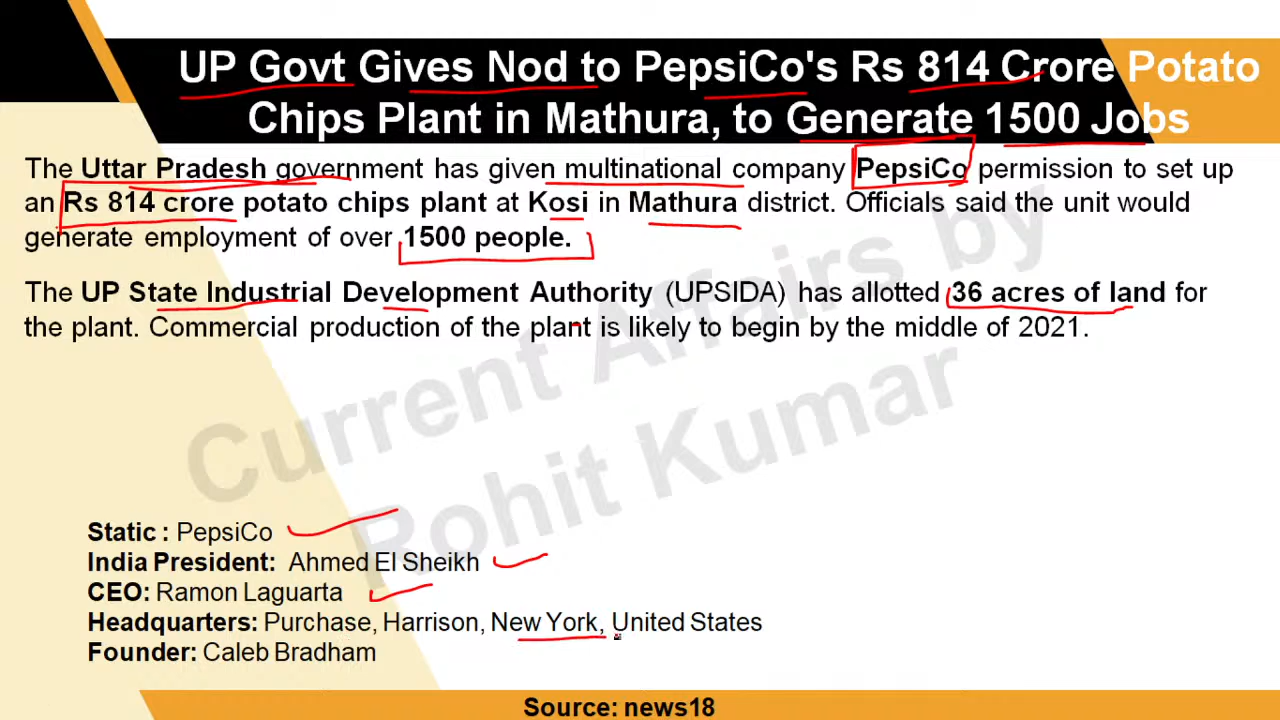 UP Govt Gives Nod to PepsiCo's Rs 814 Crore Potato
Chips Plant in Mathura, to Generate 1500 Jobs
The Uttar Pradesh government has given multinational company PepsiCo permission to set up
an Rs 814 crore potato chips plant at Kosi in Mathura district. Officials said the unit would
generate employment of over 1500 people.
The UP State Industrial Development Authority (UPSIDA) has allotted 36 acres of land for
the plant. Commercial production of the plant is likely to begin by the middle of 2021.
Current Affairs by
Rohit Kumar
Static : PepsiCo
India President: Ahmed El Sheikh
CEO: Ramon Laguarta
Headquarters: Purchase, Harrison, New York, United States
Founder: Caleb Bradham
Source: news18